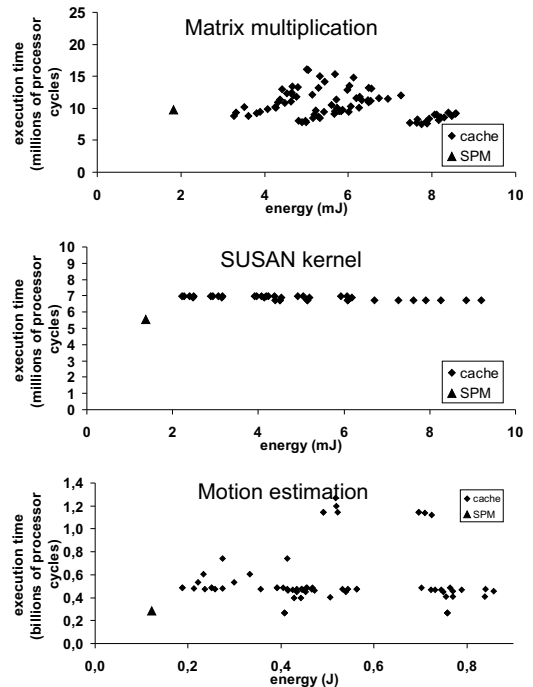 Matrix multiplication
execution time
(millions of processor
cycles)
25
20
15
10
5
0
cache
SPM
0 2 4 6 8 10
energy (mJ)
SUSAN kernel
execution time
(millions of processor
cycles)
10
9
8
7
6
5
4
3
2
1
0
cache
SPM
0 2 4 6 8 10
energy (mJ)
Motion estimation
execution time
(billions of processor
cycles)
1,4
1,2
1,0
0,8
0,6
0,4
0,2
0,0
cache
SPM
0,0 0,2 0,4 0,6 0,8
energy (J)